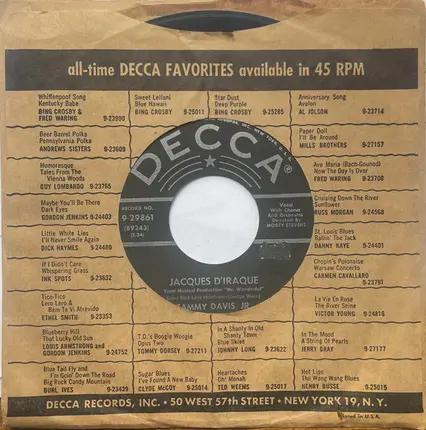 all-time DECCA FAVORITES available in 45 RPM
Whiffenpoof Song
Kentucky Babe
BING CROSBY &
FRED WARING 9-23990
Sweet Leilani
Blue Hawaii
BING CROSBY 9-25011
Star Dust
Deep Purple
BING CROSBY 9-25285
Anniversary Song
Avalon
AL JOLSON 9-23714
Beer Barrel Polka
Pennsylvania Polka
ANDREWS SISTERS 9-23609
Paper Doll
I'll Be Around
MILLS BROTHERS 9-27157
Humoresque
Tales From The
Vienna Woods
GUY LOMBARDO 9-23765
Ave Maria (Bach-Gounod)
Now The Day Is Over
FRED WARING 9-23708
Maybe You'll Be There
Dark Eyes
GORDON JENKINS 9-24403
Cruising Down The River
Sunflower
RUSS MORGAN 9-24568
Little White Lies
I'll Never Smile Again
DICK HAYMES 9-24480
St. Louis Blues
Ballin' The Jack
DANNY KAYE 9-24401
If I Didn't Care
Whispering Grass
INK SPOTS 9-23632
Chopin's Polonaise
Warsaw Concerto
CARMEN CAVALLARO
9-23791
Tico-Tico
Lero Lero &
Bem Te Vi Atrevido
ETHEL SMITH 9-23353
La Vie En Rose
The River Seine
VICTOR YOUNG 9-24816
Blueberry Hill
That Lucky Old Sun
LOUIS ARMSTRONG and
GORDON JENKINS 9-24752
T.D.'s Boogie Woogie
Opus Two
TOMMY DORSEY 9-27211
In A Shanty In Old
Shanty Town
Blue Skies
JOHNNY LONG 9-23622
In The Mood
A String Of Pearls
JERRY GRAY 9-27177
Blue Tail Fly and
I'm Goin' Down The Road
Big Rock Candy Mountain
BURL IVES 9-23439
Sugar Blues
I've Found A New Baby
CLYDE McCOY 9-25014
Heartaches
Oh! Monah
TED WEEMS 9-25017
Hot Lips
The Wang Wang Blues
HENRY BUSSE 9-25015
DECCA RECORDS, INC. • 50 WEST 57th STREET • NEW YORK 19, N. Y.
Printed in U.S.A.
DECCA
RECORD NO.
9-29861
(89243)
Vocal
With Chorus
And Orchestra
Directed By
MORTY STEVENS
JACQUES D'IRAQUE
From Musical Production "Mr. Wonderful"
SAMMY DAVIS JR.